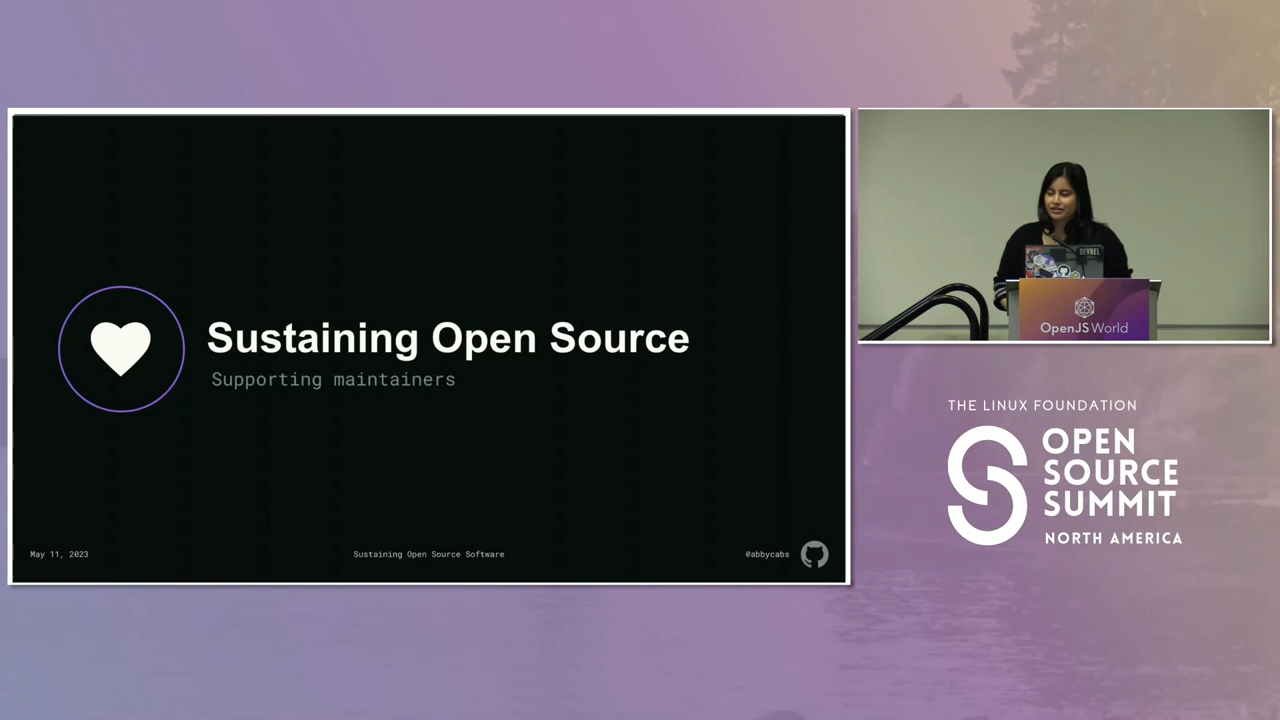 Sustaining Open Source
Supporting maintainers
May 11, 2023
Sustaining Open Source Software
@abbycabs
DEVREL
OpenJS World
THE LINUX FOUNDATION
OPEN
SOURCE
SUMMIT
NORTH AMERICA